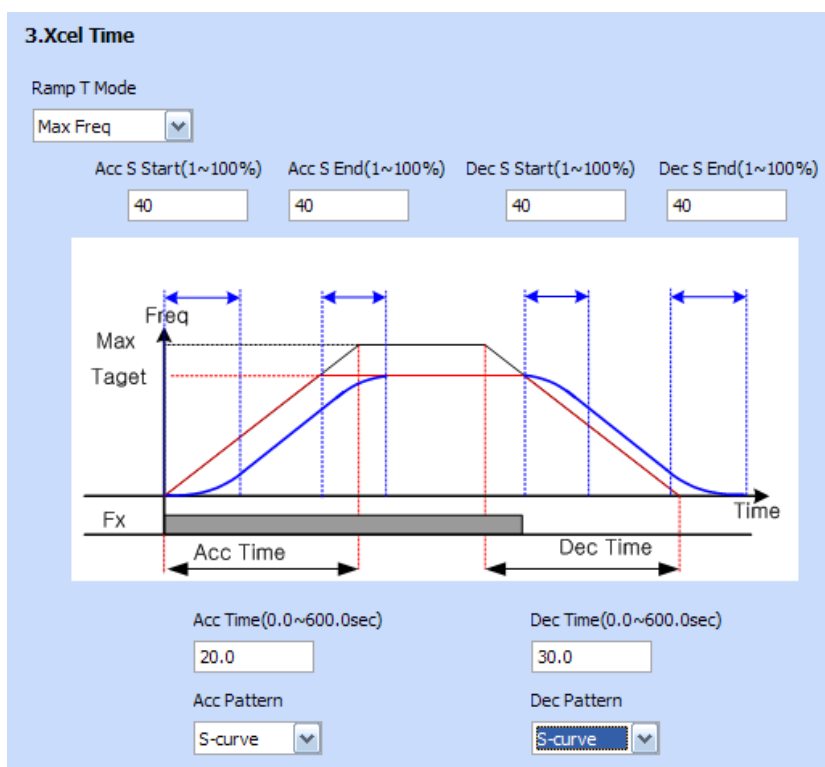 3.Xcel Time
Ramp T Mode
Max Freq
Acc S Start(1~100%) Acc S End(1~100%) Dec S Start(1~100%) Dec S End(1~100%)
40 40 40 40
Freq
Max
Taget
Time
Fx
Acc Time Dec Time
Acc Time(0.0~600.0sec) Dec Time(0.0~600.0sec)
20.0 30.0
Acc Pattern Dec Pattern
S-curve S-curve